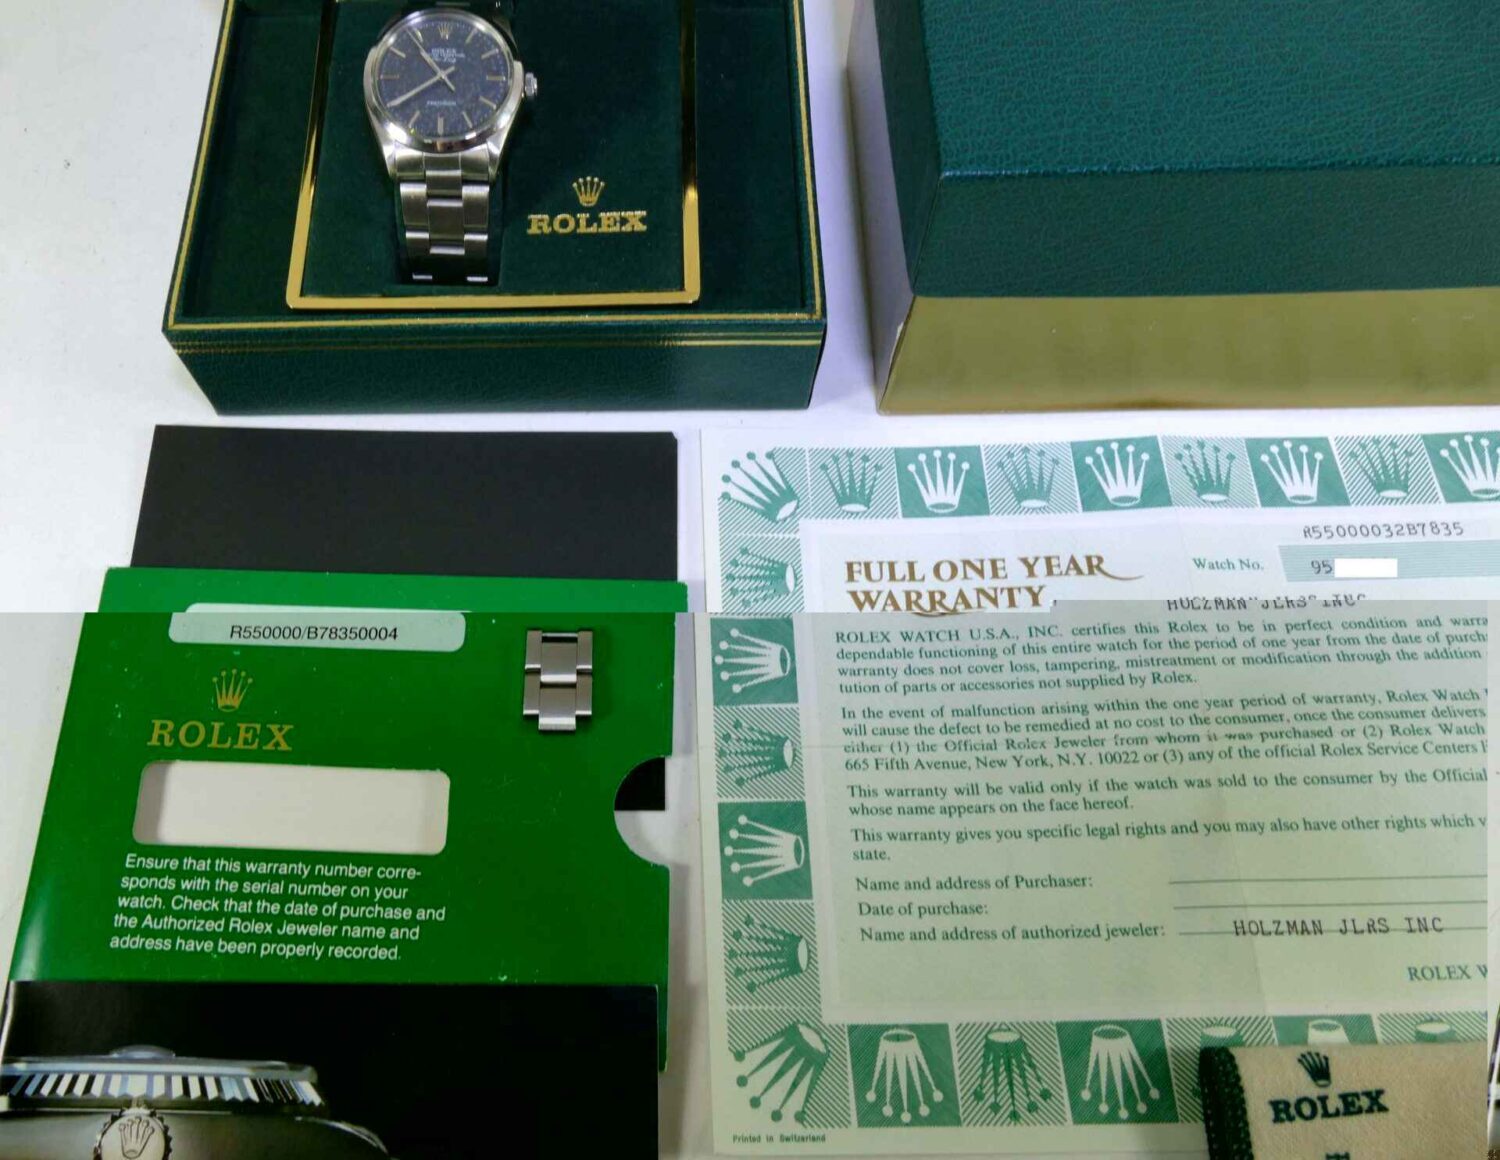 ROLEX
PRECISION
ROLEX
R55000032B7835
FULL ONE YEAR
WARRANTY
Watch No.
95
HOLZMAN JLRS INC
R550000/B78350004
ROLEX
Ensure that this warranty number corre-
sponds with the serial number on your
watch. Check that the date of purchase and
the Authorized Rolex Jeweler name and
address have been properly recorded.
ROLEX WATCH U.S.A., INC. certifies this Rolex to be in perfect condition and warra
dependable functioning of this entire watch for the period of one year from the date of purch
warranty does not cover loss, tampering, mistreatment or modification through the addition
tution of parts or accessories not supplied by Rolex.
In the event of malfunction arising within the one year period of warranty, Rolex Watch
will cause the defect to be remedied at no cost to the consumer, once the consumer delivers
either (1) the Official Rolex Jeweler from whom it was purchased or (2) Rolex Watch
665 Fifth Avenue, New York, N.Y. 10022 or (3) any of the official Rolex Service Centers
This warranty will be valid only if the watch was sold to the consumer by the Official
whose name appears on the face hereof.
This warranty gives you specific legal rights and you may also have other rights which v
state.
Name and address of Purchaser:
Date of purchase:
Name and address of authorized jeweler: HOLZMAN JLRS INC
ROLEX W
Printed in Switzerland
ROLEX